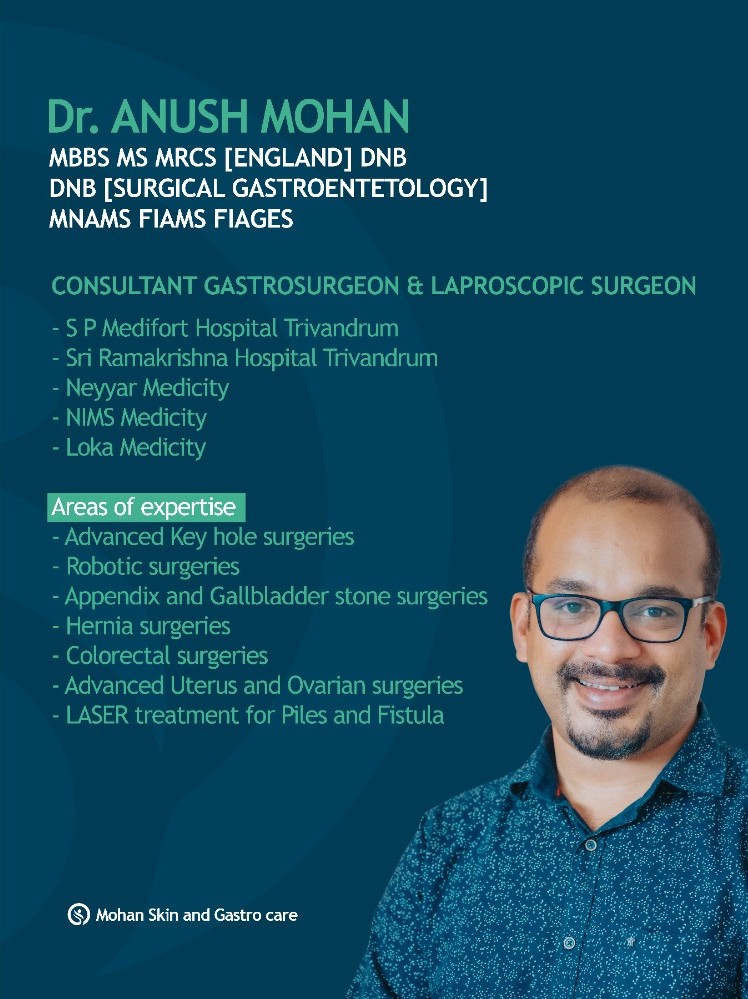 Dr. ANUSH MOHAN
MBBS MS MRCS [ENGLAND] DNB
DNB [SURGICAL GASTROENTETOLOGY]
MNAMS FIAMS FIAGES
CONSULTANT GASTROSURGEON & LAPROSCOPIC SURGEON
- S P Medifort Hospital Trivandrum
- Sri Ramakrishna Hospital Trivandrum
- Neyyar Medicity
- NIMS Medicity
- Loka Medicity
Areas of expertise
- Advanced Key hole surgeries
- Robotic surgeries
- Appendix and Gallbladder stone surgeries
- Hernia surgeries
- Colorectal surgeries
- Advanced Uterus and Ovarian surgeries
- LASER treatment for Piles and Fistula
Mohan Skin and Gastro care